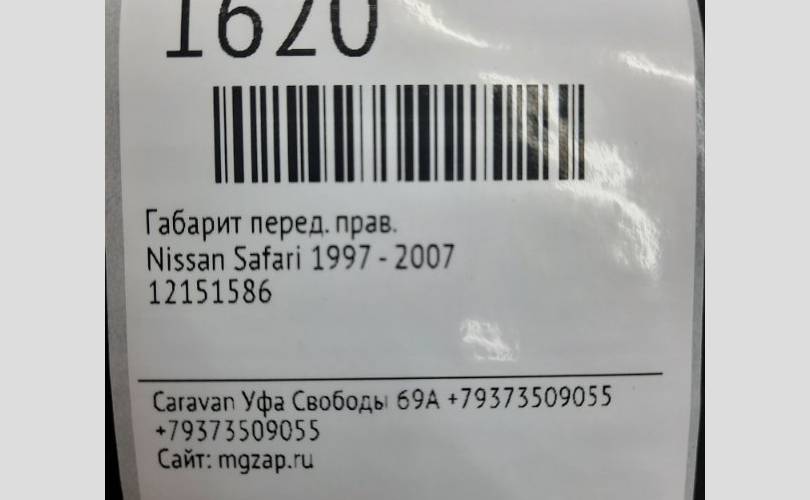 1620
Габарит перед. прав.
Nissan Safari 1997 - 2007
12151586
Caravan Уфа Свободы 69А +79373509055
+79373509055
Сайт: mgzap.ru